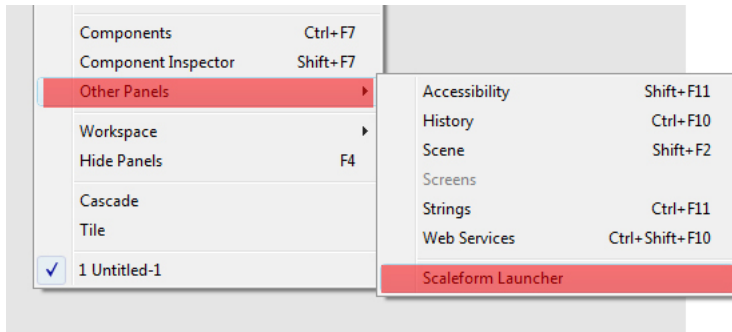 Components Ctrl+F7
Component Inspector Shift+F7
Other Panels
Workspace
Hide Panels F4
Cascade
Tile
1 Untitled-1
Accessibility Shift+F11
History Ctrl+F10
Scene Shift+F2
Screens
Strings Ctrl+F11
Web Services Ctrl+Shift+F10
Scaleform Launcher